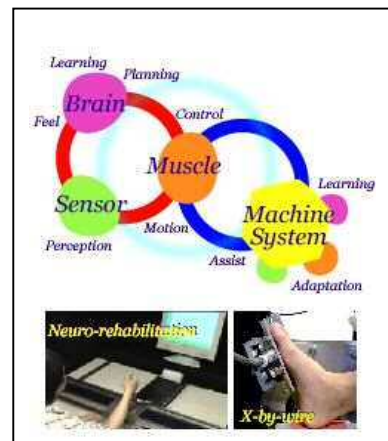 Learning
Planning
Brain
Feel
Control
Muscle
Sensor
Learning
Machine
System
Perception
Motion
Assist
Adaptation
Neuro-rehabilitation
X-by-wire